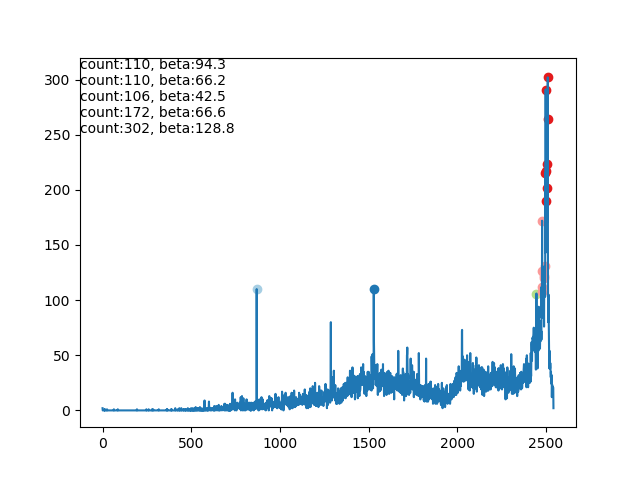 count:110, beta:94.3
count:110, beta:66.2
count:106, beta:42.5
count:172, beta:66.6
count:302, beta:128.8
300
250
200
150
100
50
0
0 500 1000 1500 2000 2500